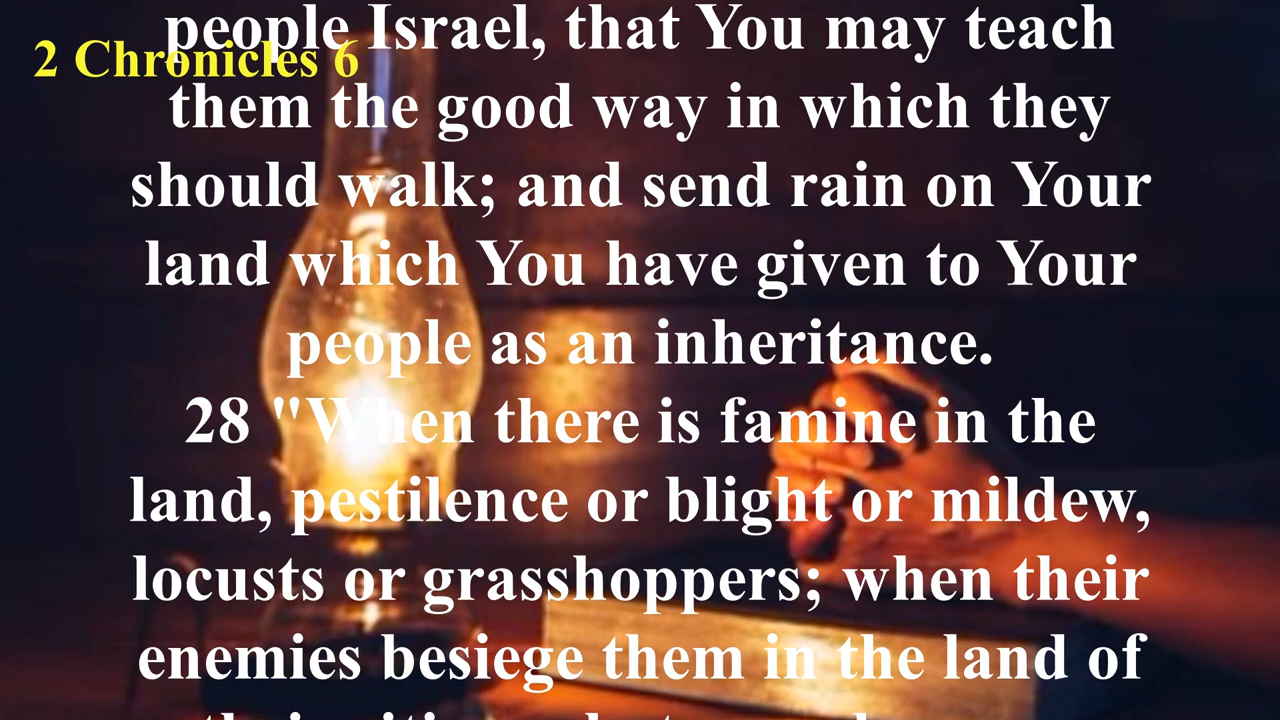 people Israel, that You may teach
2 Chronicles 6
them the good way in which they
should walk; and send rain on Your
land which You have given to Your
people as an inheritance.
28 "When there is famine in the
land, pestilence or blight or mildew,
locusts or grasshoppers; when their
enemies besiege them in the land of